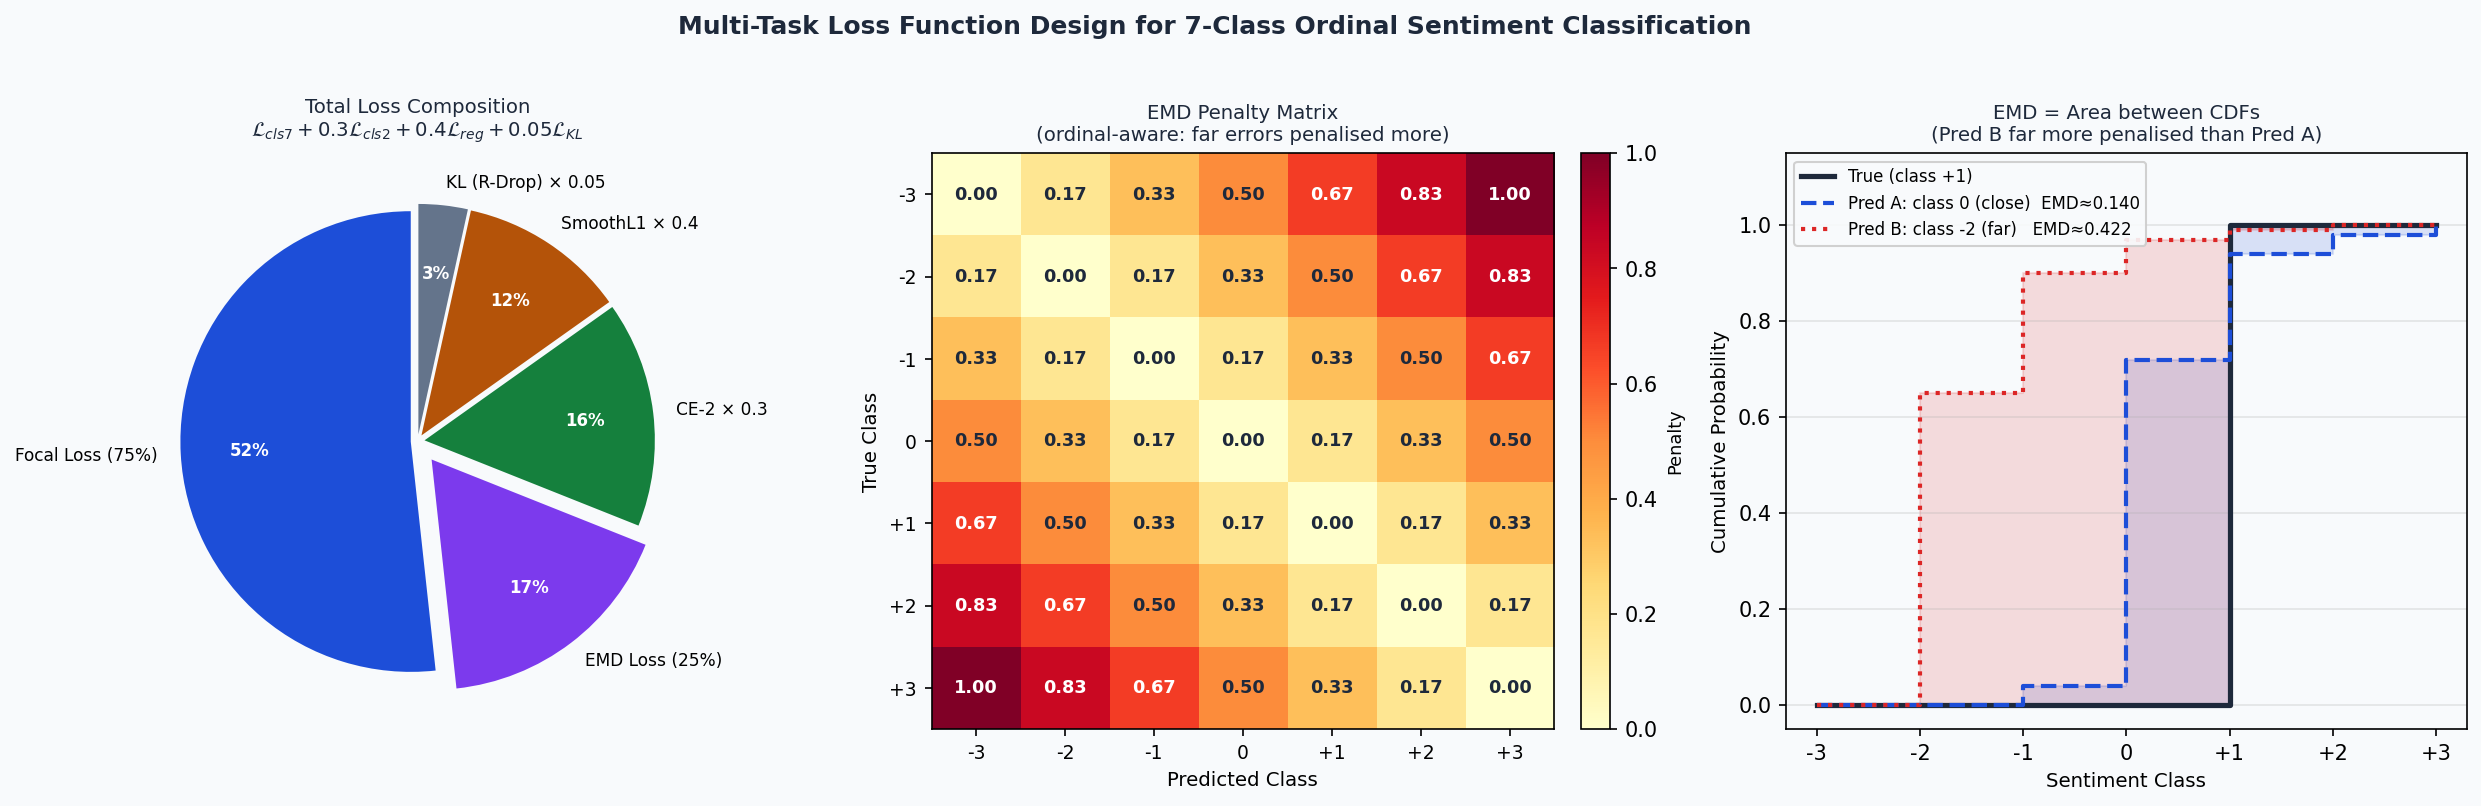 Multi-Task Loss Function Design for 7-Class Ordinal Sentiment Classification
Total Loss Composition
ℒcls7 + 0.3ℒcls2 + 0.4ℒreg + 0.05ℒKL
KL (R-Drop) × 0.05
SmoothL1 × 0.4
CE-2 × 0.3
EMD Loss (25%)
Focal Loss (75%)
3%
12%
16%
17%
52%
EMD Penalty Matrix
(ordinal-aware: far errors penalised more)
True Class
-3 0.00 0.17 0.33 0.50 0.67 0.83 1.00
-2 0.17 0.00 0.17 0.33 0.50 0.67 0.83
-1 0.33 0.17 0.00 0.17 0.33 0.50 0.67
0 0.50 0.33 0.17 0.00 0.17 0.33 0.50
+1 0.67 0.50 0.33 0.17 0.00 0.17 0.33
+2 0.83 0.67 0.50 0.33 0.17 0.00 0.17
+3 1.00 0.83 0.67 0.50 0.33 0.17 0.00
-3 -2 -1 0 +1 +2 +3
Predicted Class
1.0
0.8
0.6
0.4
0.2
0.0
Penalty
EMD = Area between CDFs
(Pred B far more penalised than Pred A)
True (class +1)
Pred A: class 0 (close) EMD≈0.140
Pred B: class -2 (far) EMD≈0.422
Cumulative Probability
1.0
0.8
0.6
0.4
0.2
0.0
-3 -2 -1 0 +1 +2 +3
Sentiment Class